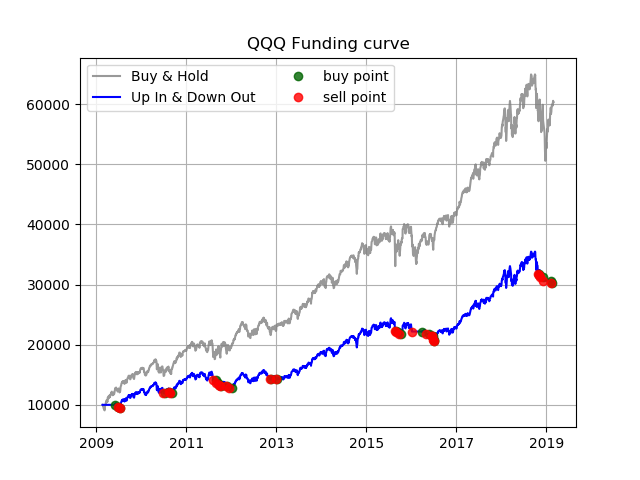 QQQ Funding curve
Buy & Hold
Up In & Down Out
buy point
sell point
60000
50000
40000
30000
20000
10000
2009 2011 2013 2015 2017 2019